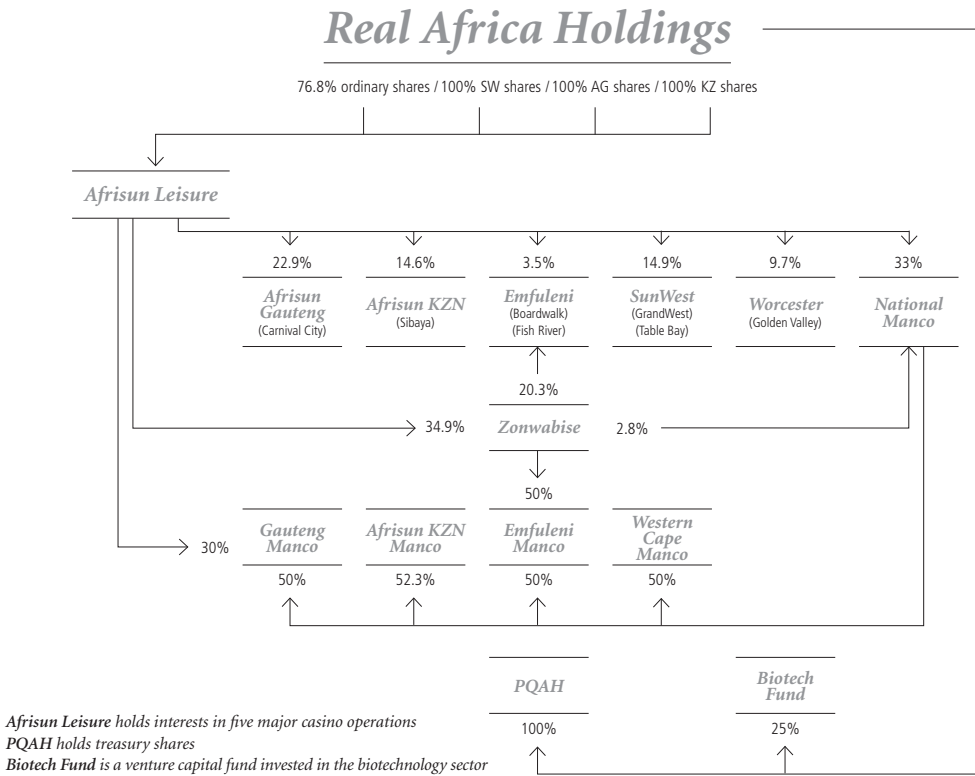 Real Africa Holdings
76.8% ordinary shares / 100% SW shares / 100% AG shares / 100% KZ shares
Afrisun Leisure
22.9%
14.6%
3.5%
14.9%
9.7%
33%
Afrisun
Gauteng
(Carnival City)
Afrisun KZN
(Sibaya)
Emfuleni
(Boardwalk)
(Fish River)
SunWest
(GrandWest)
(Table Bay)
Worcester
(Golden Valley)
National
Manco
20.3%
34.9%
Zonwabise
2.8%
50%
30%
Gauteng
Manco
Afrisun KZN
Manco
Emfuleni
Manco
Western
Cape
Manco
50%
52.3%
50%
50%
PQAH
Biotech
Fund
100%
25%
Afrisun Leisure holds interests in five major casino operations
PQAH holds treasury shares
Biotech Fund is a venture capital fund invested in the biotechnology sector